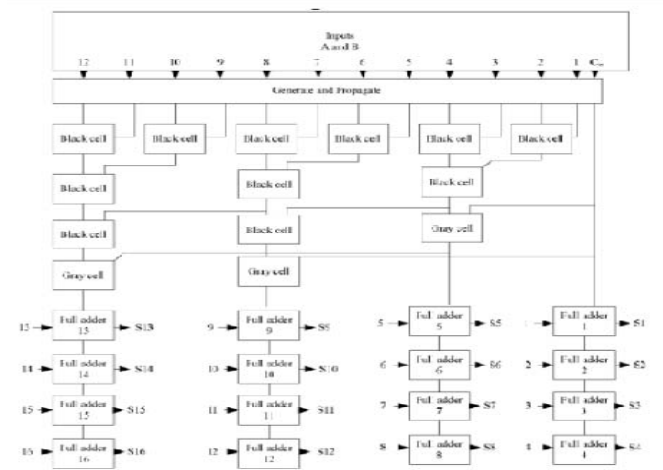 Inputs
A and B
12 11 10 9 8 7 6 5 4 3 2 1
Generate and Propagate
Black cell Black cell Black cell Black cell Black cell Black cell
Black cell Black cell Black cell
Black cell Black cell Gray cell
Gray cell Gray cell
13 Full adder 13 S13 9 Full adder 9 S9 5 Full adder 5 S5 Full adder 1 S1
14 Full adder 14 S14 10 Full adder 10 S10 6 Full adder 6 S6 2 Full adder 2 S2
15 Full adder 15 S15 11 Full adder 11 S11 7 Full adder 7 S7 3 Full adder 3 S3
16 Full adder 16 S16 12 Full adder 12 S12 8 Full adder 8 S8 4 Full adder 4 S4